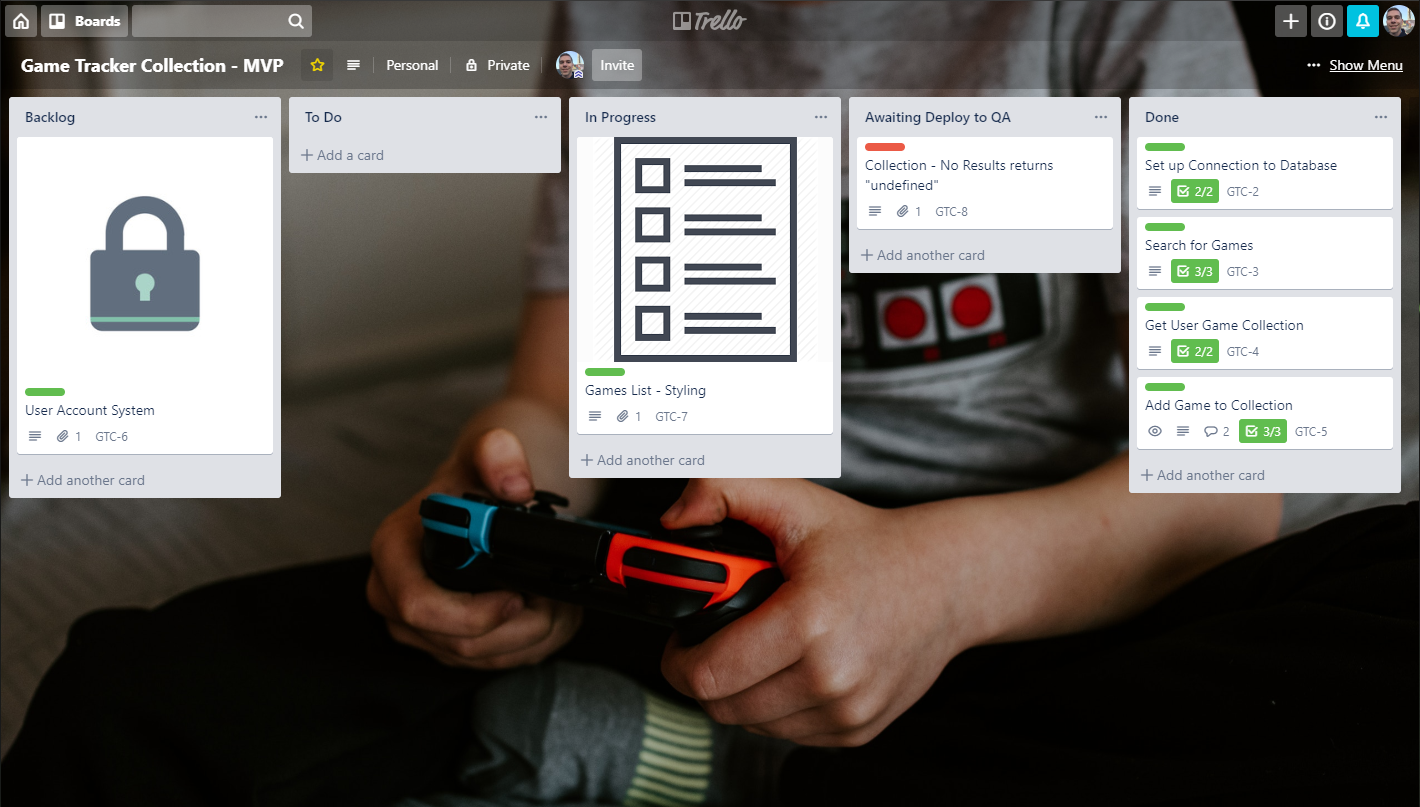 Boards
Trello
Game Tracker Collection - MVP
Personal
Private
Invite
Show Menu
Backlog
User Account System
1
GTC-6
Add another card
To Do
Add a card
In Progress
Games List - Styling
1
GTC-7
Add another card
Awaiting Deploy to QA
Collection - No Results returns
"undefined"
1
GTC-8
Add another card
Done
Set up Connection to Database
2/2
GTC-2
Search for Games
3/3
GTC-3
Get User Game Collection
2/2
GTC-4
Add Game to Collection
2
3/3
GTC-5
Add another card